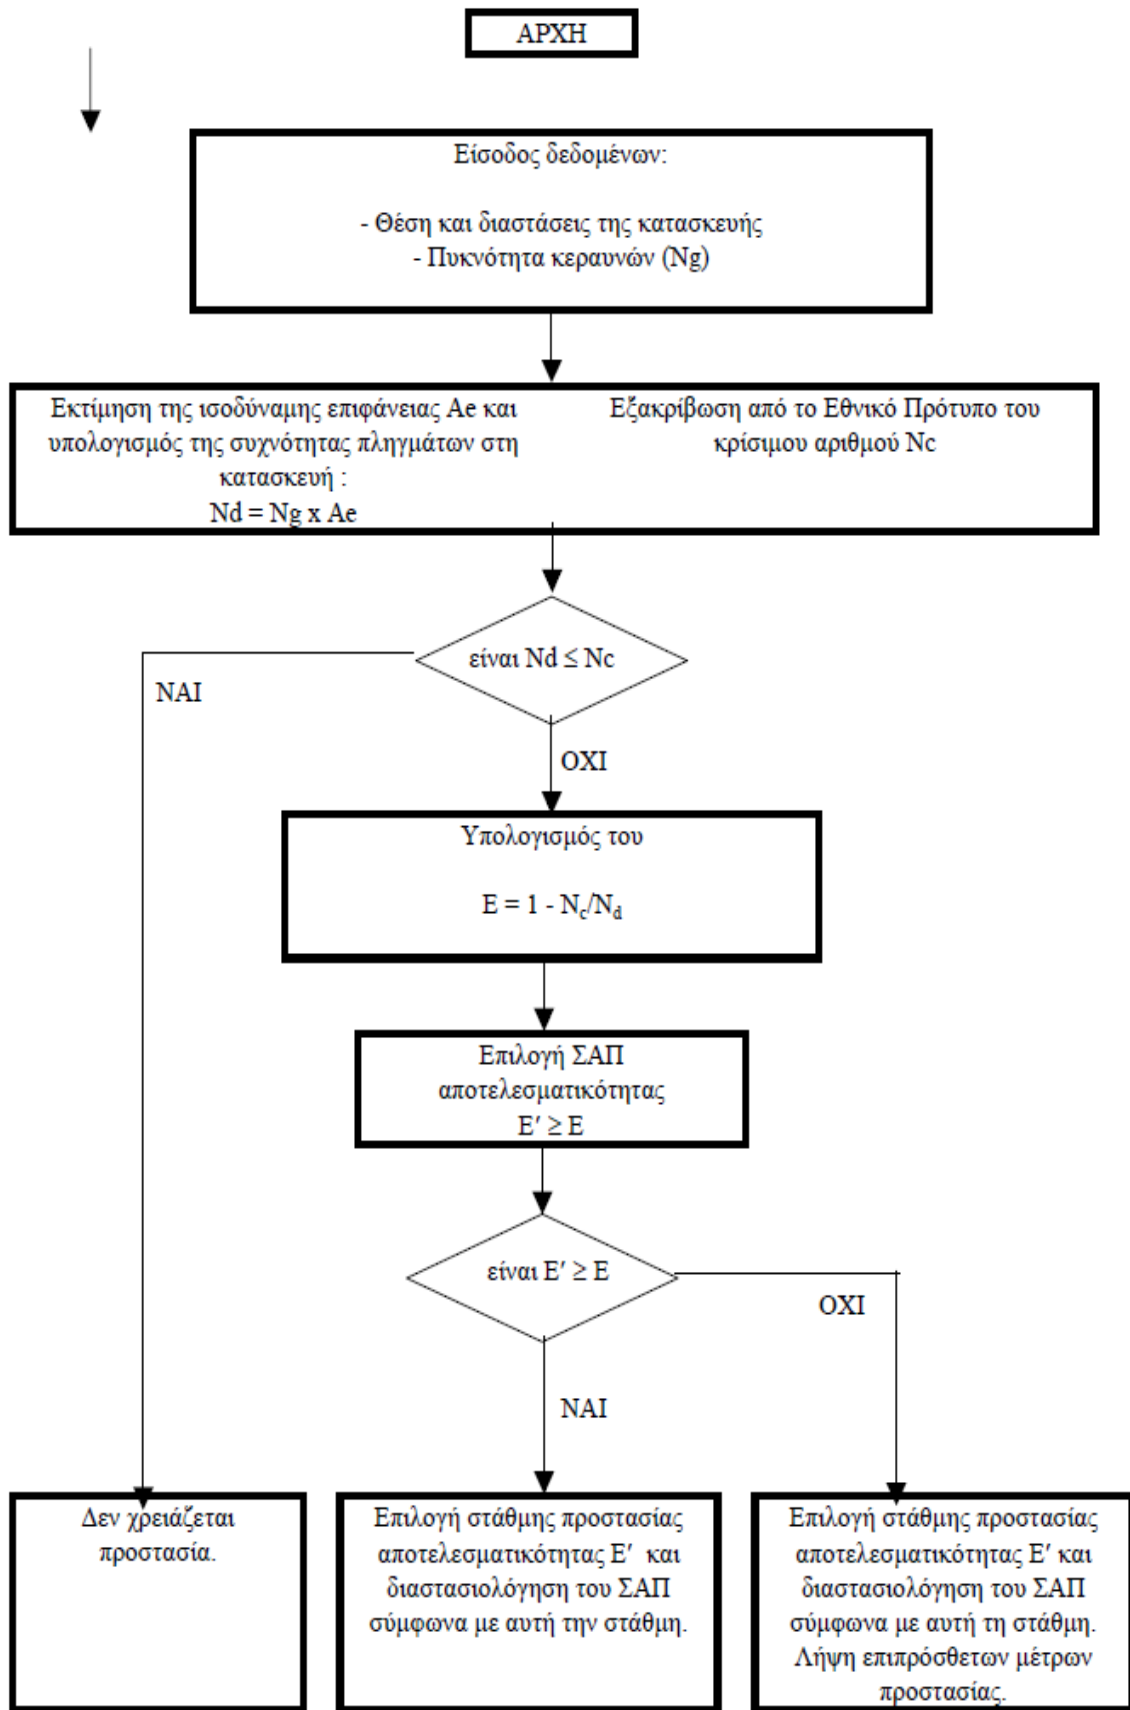 ΑΡΧΗ
Είσοδος δεδομένων:
- Θέση και διαστάσεις της κατασκευής
- Πυκνότητα κεραυνών (Ng)
Εκτίμηση της ισοδύναμης επιφάνειας Ae και
υπολογισμός της συχνότητας πληγμάτων στη
κατασκευή :
Nd = Ng x Ae
Εξακρίβωση από το Εθνικό Πρότυπο του
κρίσιμου αριθμού Nc
είναι Nd ≤ Nc
ΝΑΙ
ΟΧΙ
Υπολογισμός του
E = 1 - N_c/N_d
Επιλογή ΣΑΠ
αποτελεσματικότητας
E′ ≥ E
είναι E′ ≥ E
ΟΧΙ
ΝΑΙ
Δεν χρειάζεται
προστασία.
Επιλογή στάθμης προστασίας
αποτελεσματικότητας E′ και
διαστασιολόγηση του ΣΑΠ
σύμφωνα με αυτή την στάθμη.
Επιλογή στάθμης προστασίας
αποτελεσματικότητας E′ και
διαστασιολόγηση του ΣΑΠ
σύμφωνα με αυτή τη στάθμη.
Λήψη επιπρόσθετων μέτρων
προστασίας.